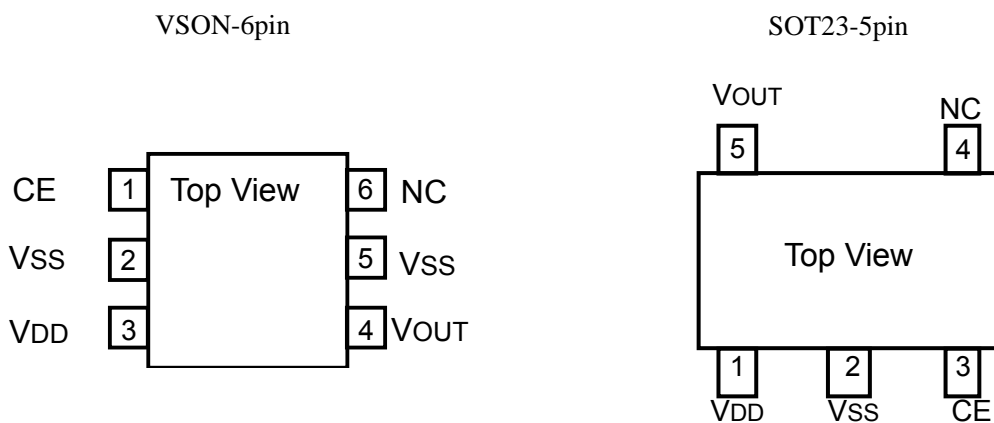 VSON-6pin
CE 1 Top View 6 NC
VSS 2 5 VSS
VDD 3 4 VOUT
SOT23-5pin
VOUT NC
5 4
Top View
1 2 3
VDD VSS CE